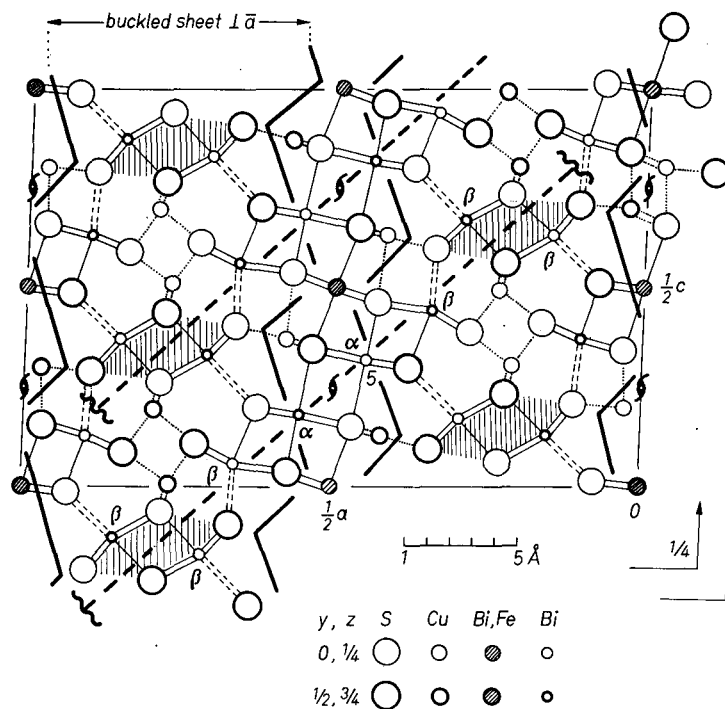 buckled sheet ⊥ a̅
β
β
½ c
β
α
5
α
β
½ a
0
β
β
1 5 Å
1/4
y, z S Cu Bi,Fe Bi
0, 1/4
1/2, 3/4